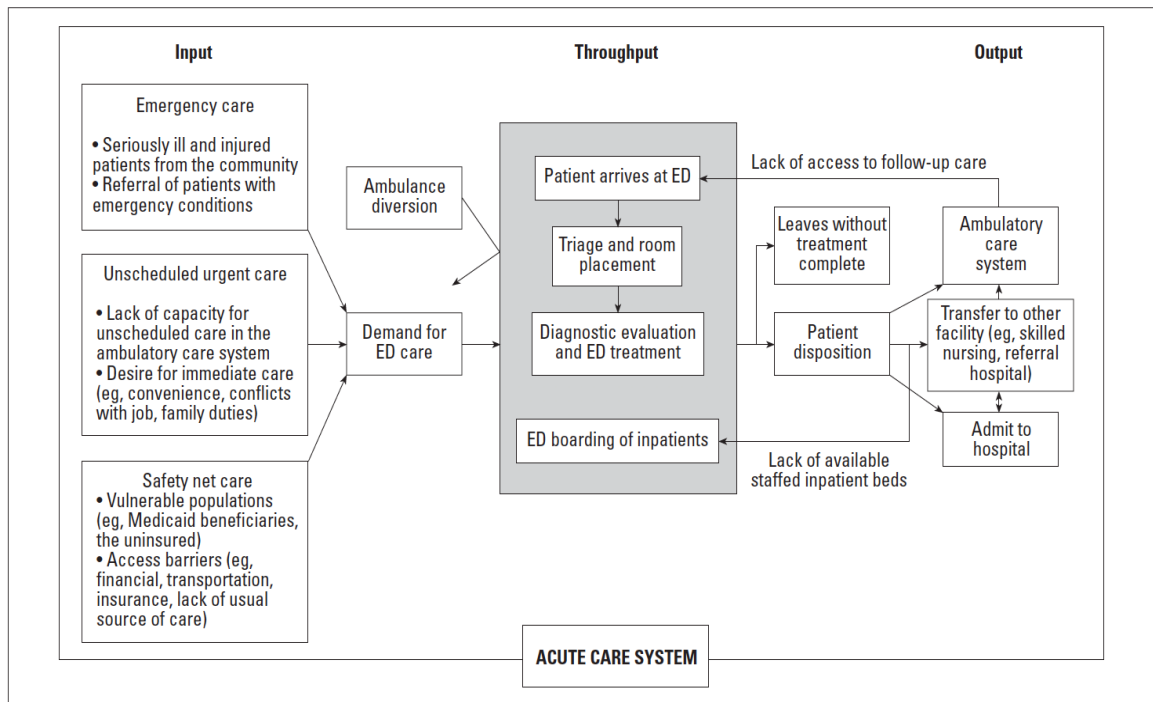 Input
Throughput
Output
Emergency care
• Seriously ill and injured
patients from the community
• Referral of patients with
emergency conditions
Unscheduled urgent care
• Lack of capacity for
unscheduled care in the
ambulatory care system
• Desire for immediate care
(eg, convenience, conflicts
with job, family duties)
Safety net care
• Vulnerable populations
(eg, Medicaid beneficiaries,
the uninsured)
• Access barriers (eg,
financial, transportation,
insurance, lack of usual
source of care)
Ambulance
diversion
Demand for
ED care
Patient arrives at ED
Triage and room
placement
Diagnostic evaluation
and ED treatment
ED boarding of inpatients
Lack of access to follow-up care
Leaves without
treatment
complete
Patient
disposition
Lack of available
staffed inpatient beds
Ambulatory
care
system
Transfer to other
facility (eg, skilled
nursing, referral
hospital)
Admit to
hospital
ACUTE CARE SYSTEM